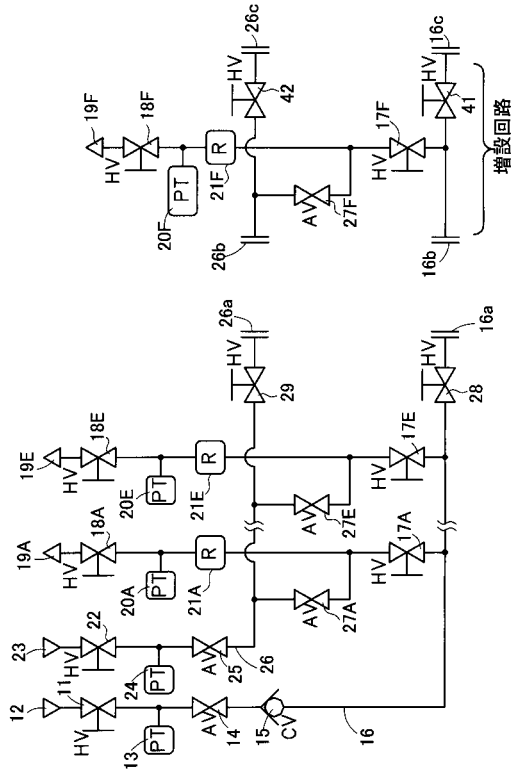 12
HV
11
PT
13
AV
14
15
CV
16
23
HV
22
PT
24
AV
25
26
19A
HV
18A
PT
20A
R
21A
AV
27A
HV
17A
19E
HV
18E
PT
20E
R
21E
AV
27E
HV
17E
26a
HV
29
16a
HV
28
19F
HV
18F
PT
20F
R
21F
26b
AV
27F
HV
17F
16b
26c
HV
42
16c
HV
41
増設回路